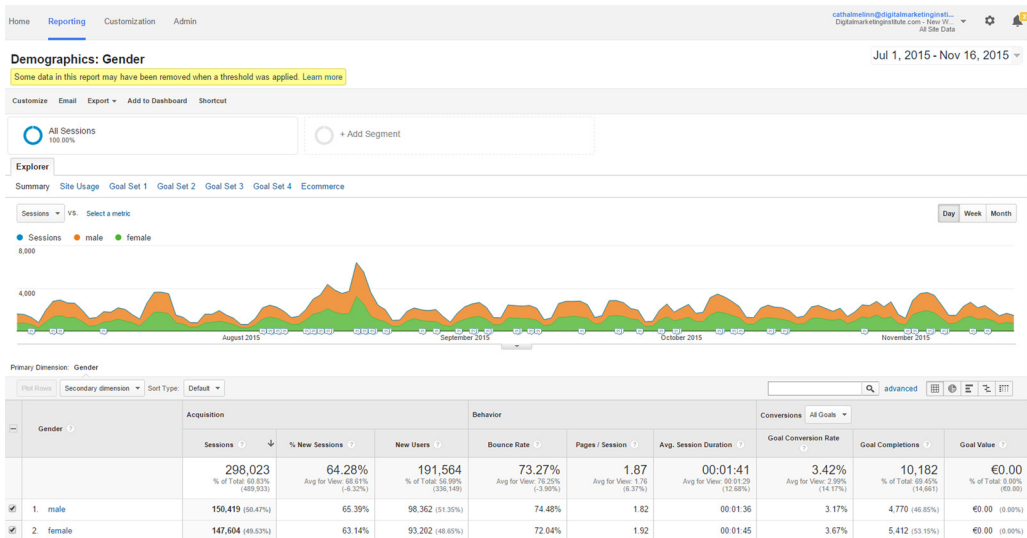 Home Reporting Customization Admin
cathalmelinn@digitalmarketinginsti...
Digitalmarketinginstitute.com - New W...
All Site Data
Demographics: Gender
Jul 1, 2015 - Nov 16, 2015
Some data in this report may have been removed when a threshold was applied. Learn more
Customize Email Export Add to Dashboard Shortcut
All Sessions
100.00%
+ Add Segment
Explorer
Summary Site Usage Goal Set 1 Goal Set 2 Goal Set 3 Goal Set 4 Ecommerce
Sessions VS. Select a metric Day Week Month
Sessions male female
8,000
4,000
August 2015 September 2015 October 2015 November 2015
Primary Dimension: Gender
Plot Rows Secondary dimension Sort Type: Default advanced
Acquisition Behavior Conversions All Goals
Gender ? Sessions ? % New Sessions ? New Users ? Bounce Rate ? Pages / Session ? Avg. Session Duration ? Goal Conversion Rate ? Goal Completions ? Goal Value ?
298,023 64.28% 191,564 73.27% 1.87 00:01:41 3.42% 10,182 €0.00
% of Total: 60.83% Avg for View: 68.61% % of Total: 56.99% Avg for View: 76.25% Avg for View: 1.76 Avg for View: 00:01:29 Avg for View: 2.99% % of Total: 69.45% % of Total: 0.00%
(489,933) (-6.32%) (336,149) (-3.90%) (6.37%) (12.68%) (14.17%) (14,661) (€0.00)
1. male 150,419 (50.47%) 65.39% 98,362 (51.35%) 74.48% 1.82 00:01:36 3.17% 4,770 (46.85%) €0.00 (0.00%)
2. female 147,604 (49.53%) 63.14% 93,202 (48.65%) 72.04% 1.92 00:01:45 3.67% 5,412 (53.15%) €0.00 (0.00%)